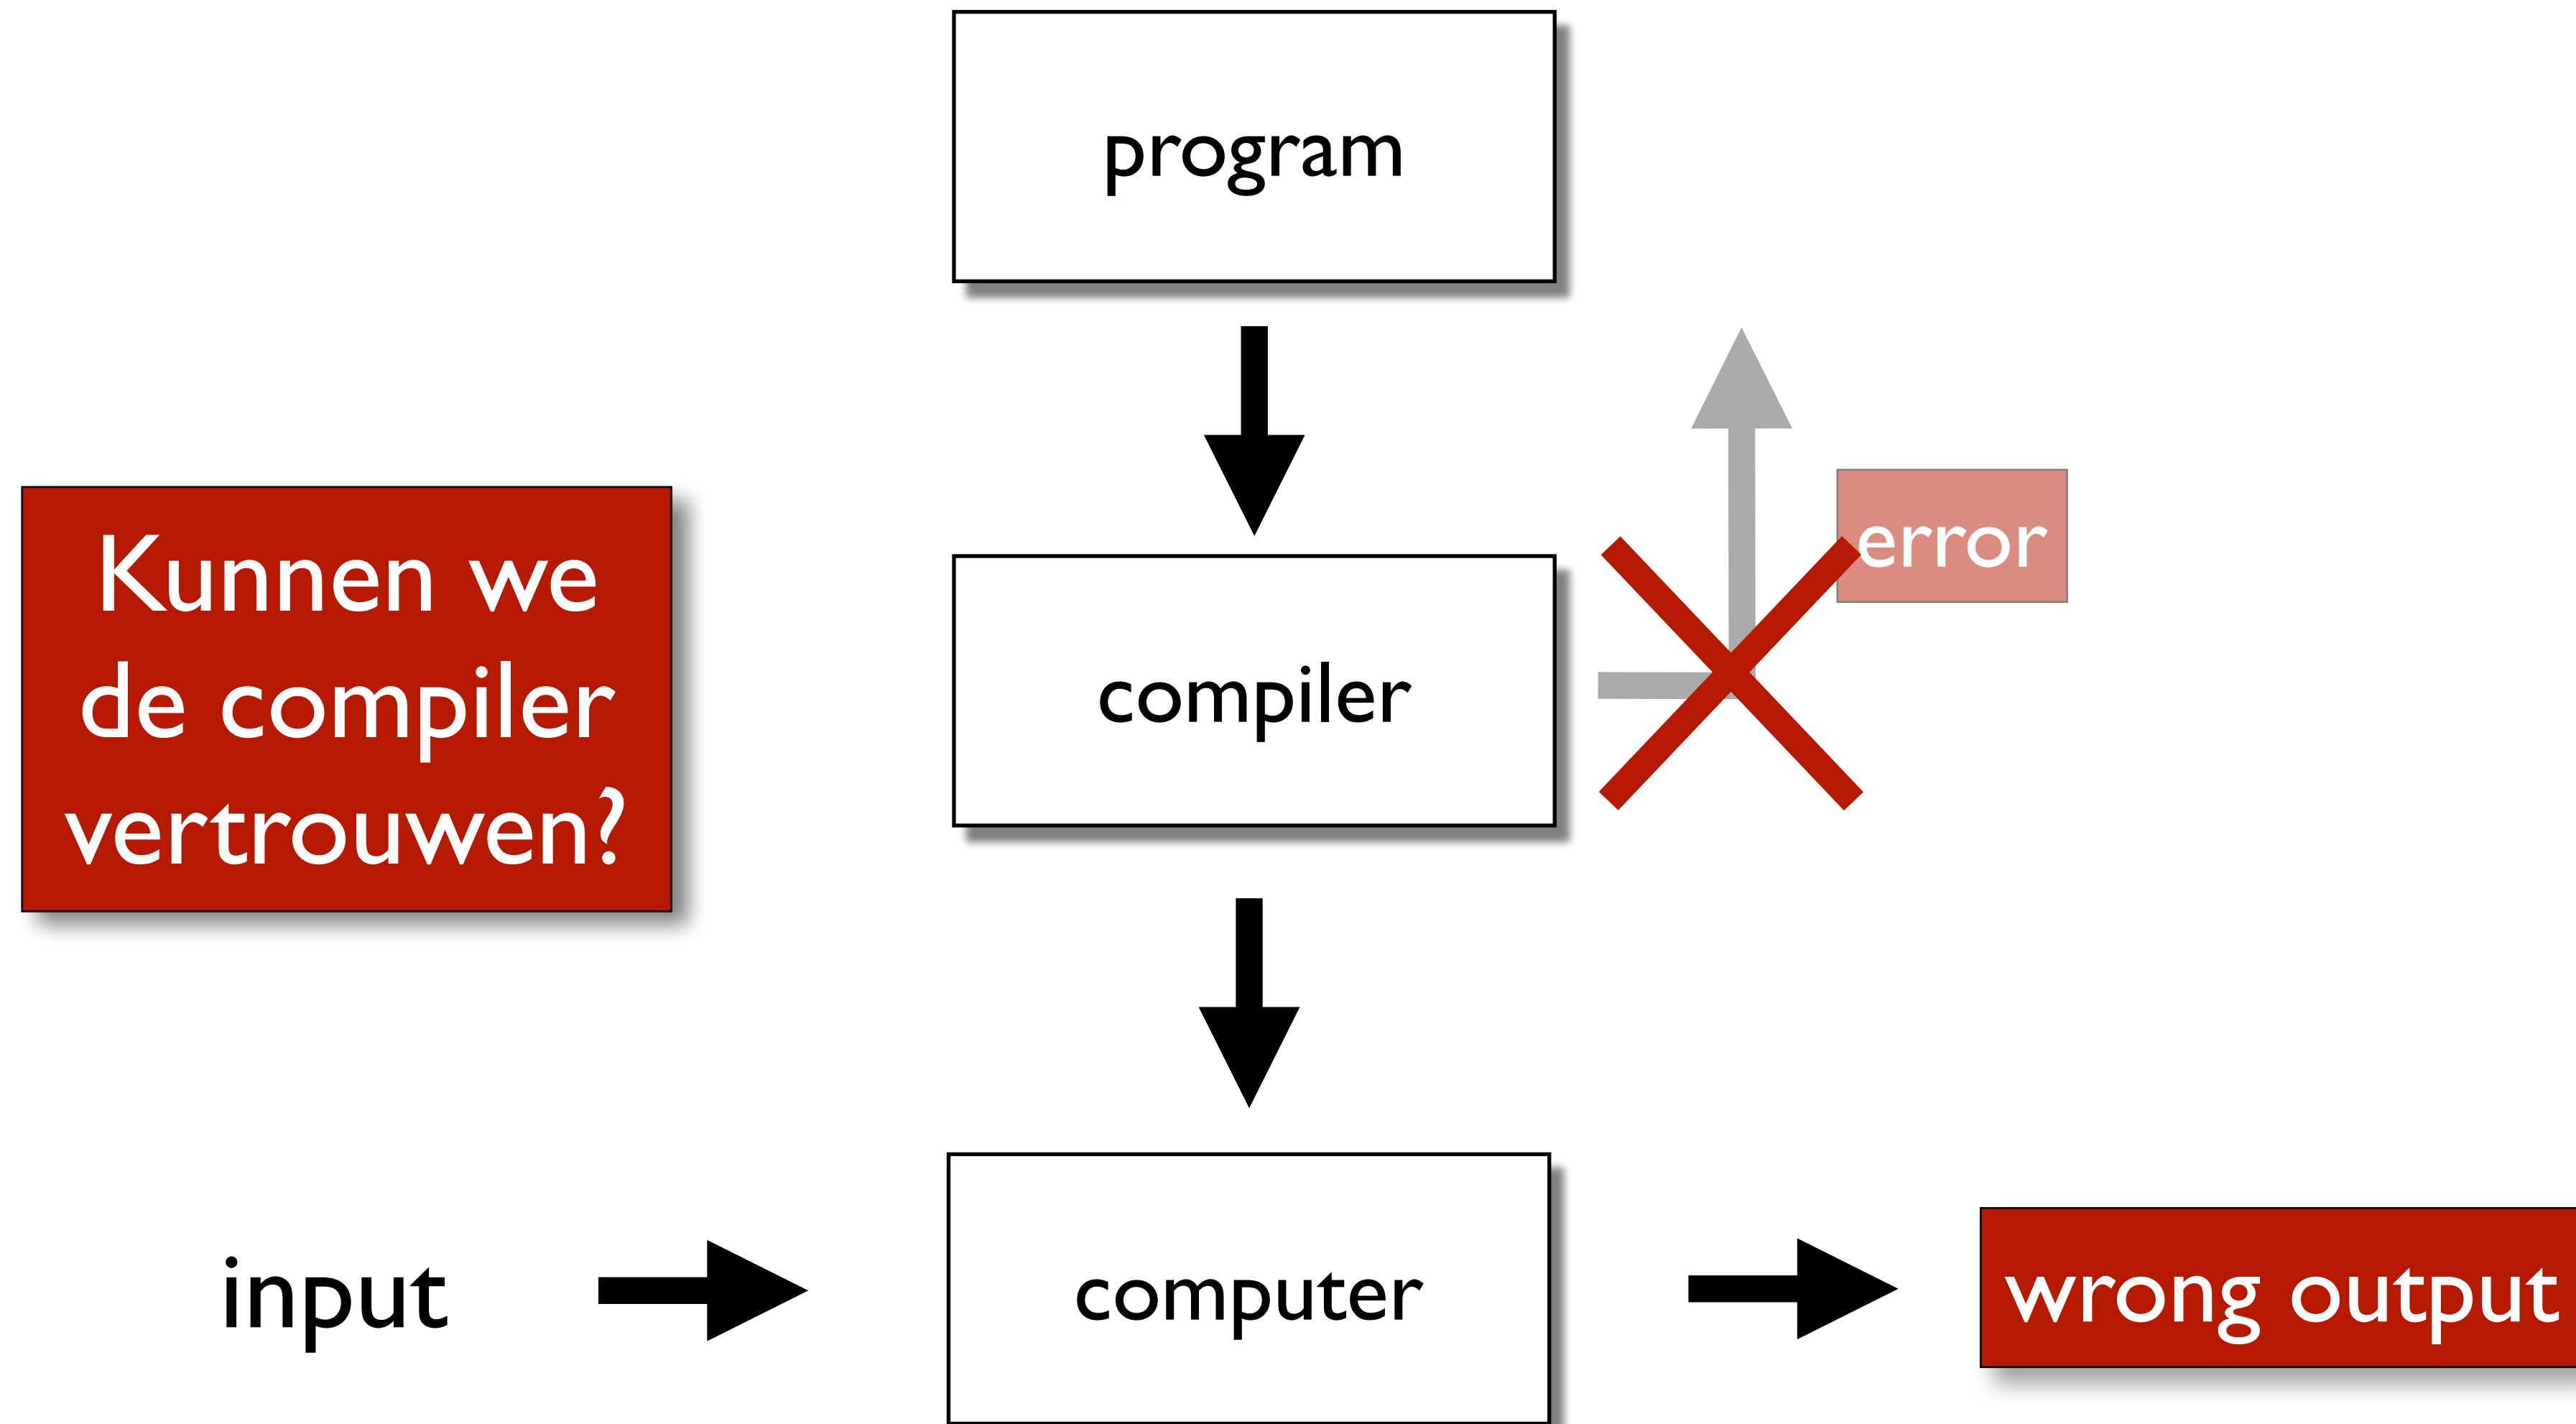 program
error
Kunnen we
de compiler
vertrouwen?
compiler
input
computer
wrong output